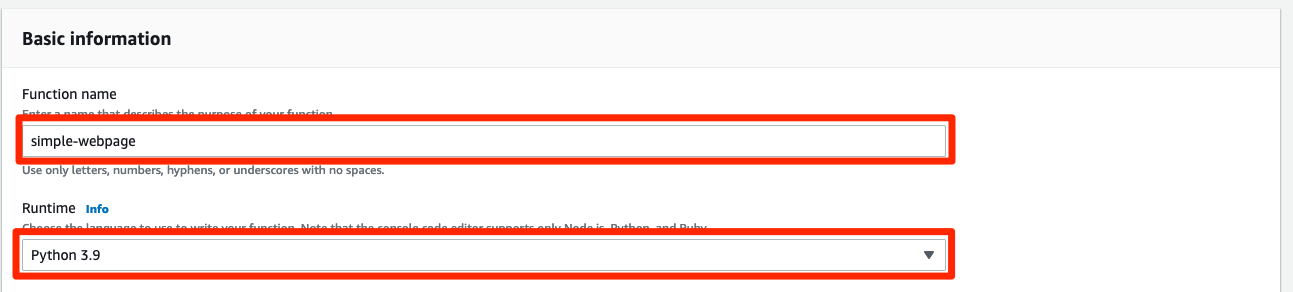 Basic information
Function name
Enter a name that describes the purpose of your function.
simple-webpage
Use only letters, numbers, hyphens, or underscores with no spaces.
Runtime Info
Choose the language to use to write your function. Note that the console code editor supports only Node.js, Python, and Ruby.
Python 3.9